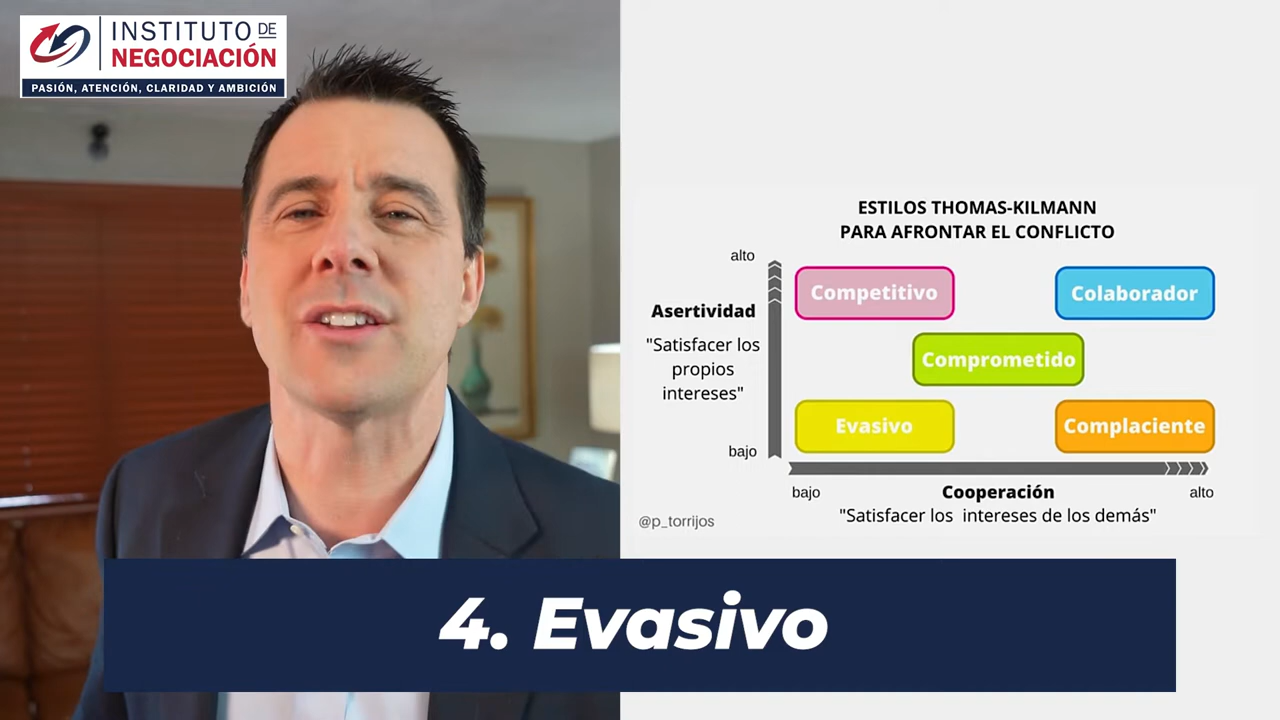 INSTITUTO DE
NEGOCIACIÓN
PASIÓN, ATENCIÓN, CLARIDAD Y AMBICIÓN
ESTILOS THOMAS-KILMANN
PARA AFRONTAR EL CONFLICTO
alto
Competitivo
Colaborador
Asertividad
"Satisfacer los
propios
intereses"
Comprometido
Evasivo
Complaciente
bajo
bajo
Cooperación
alto
"Satisfacer los intereses de los demás"
@p_torrijos
4. Evasivo